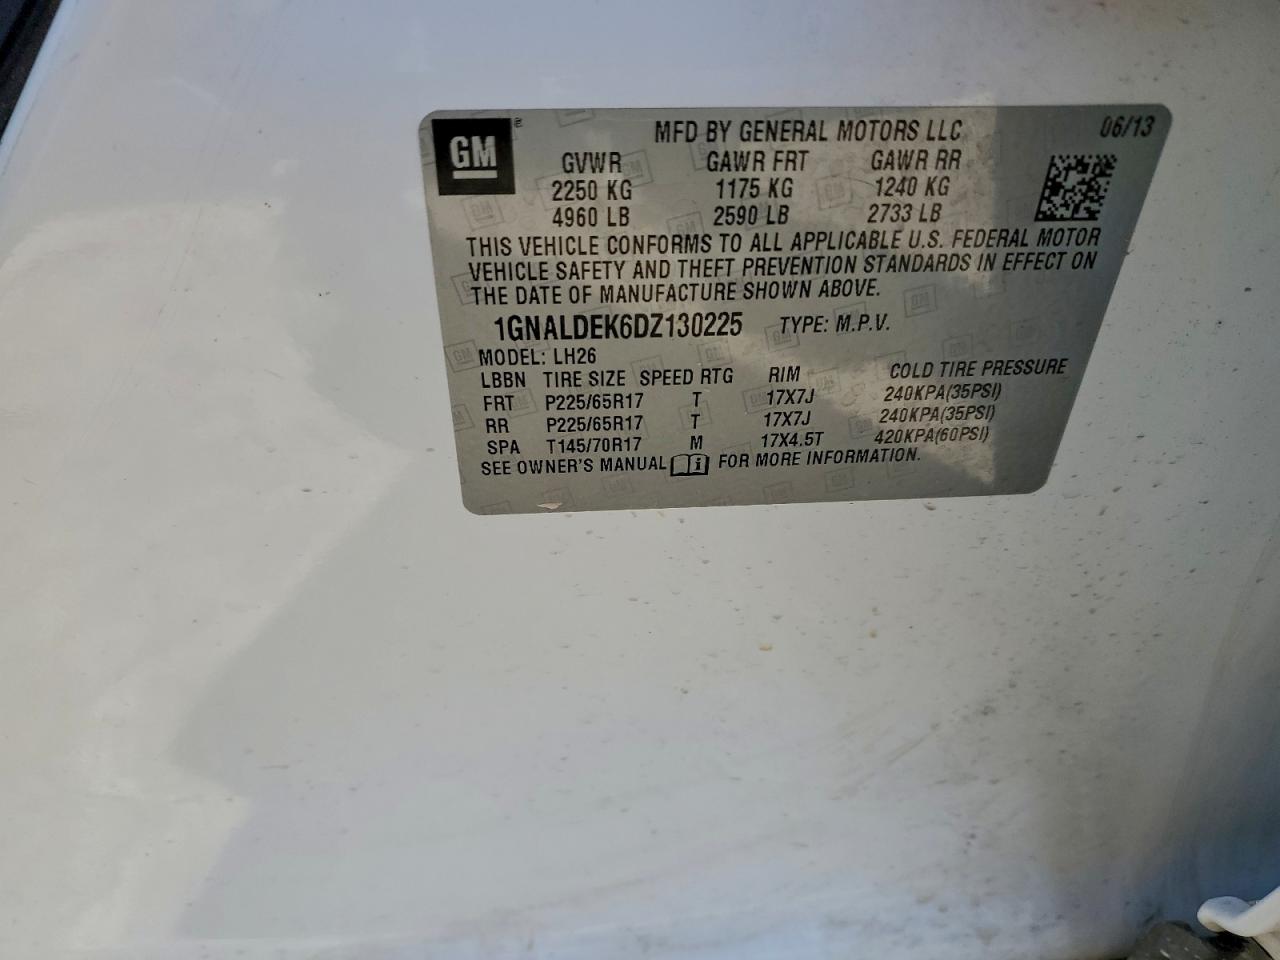 GM
®
MFD BY GENERAL MOTORS LLC 06/13
GVWR GAWR FRT GAWR RR
2250 KG 1175 KG 1240 KG
4960 LB 2590 LB 2733 LB
THIS VEHICLE CONFORMS TO ALL APPLICABLE U.S. FEDERAL MOTOR
VEHICLE SAFETY AND THEFT PREVENTION STANDARDS IN EFFECT ON
THE DATE OF MANUFACTURE SHOWN ABOVE.
1GNALDEK6DZ130225 TYPE: M.P.V.
MODEL: LH26
LBBN TIRE SIZE SPEED RTG RIM COLD TIRE PRESSURE
FRT P225/65R17 T 17X7J 240KPA(35PSI)
RR P225/65R17 T 17X7J 240KPA(35PSI)
SPA T145/70R17 M 17X4.5T 420KPA(60PSI)
SEE OWNER'S MANUAL i FOR MORE INFORMATION.